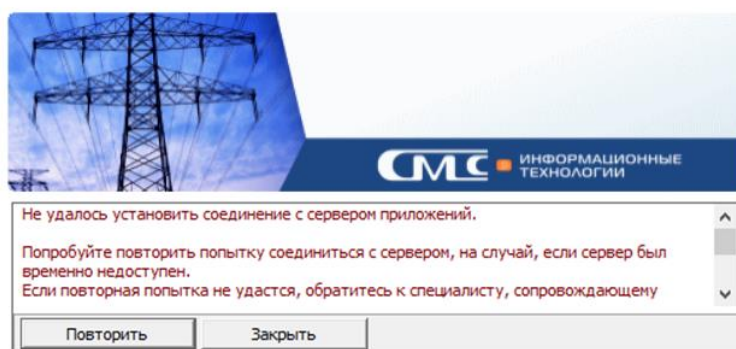 СМС ИНФОРМАЦИОННЫЕ
ТЕХНОЛОГИИ
Не удалось установить соединение с сервером приложений.
Попробуйте повторить попытку соединиться с сервером, на случай, если сервер был
временно недоступен.
Если повторная попытка не удастся, обратитесь к специалисту, сопровождающему
Повторить Закрыть